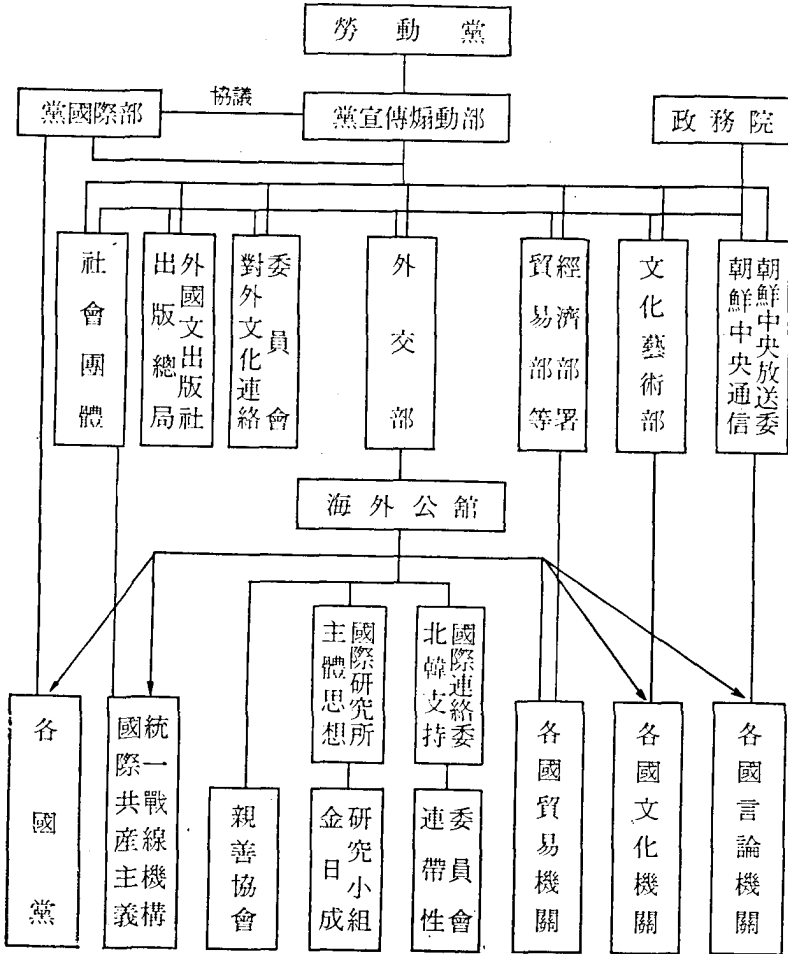 勞動黨
黨國際部
協議
黨宣傳煽動部
政務院
社會團體
出版總局
外國文出版社
對外文化連絡
委員會
外交部
貿易部等
經濟部署
文化藝術部
朝鮮中央通信
朝鮮中央放送委
海外公館
主體思想
國際研究所
北韓支持
國際連絡委
各國黨
國際共産主義
統一戰線機構
親善協會
金日成
研究小組
連帶性
委員會
各國貿易機關
各國文化機關
各國言論機關